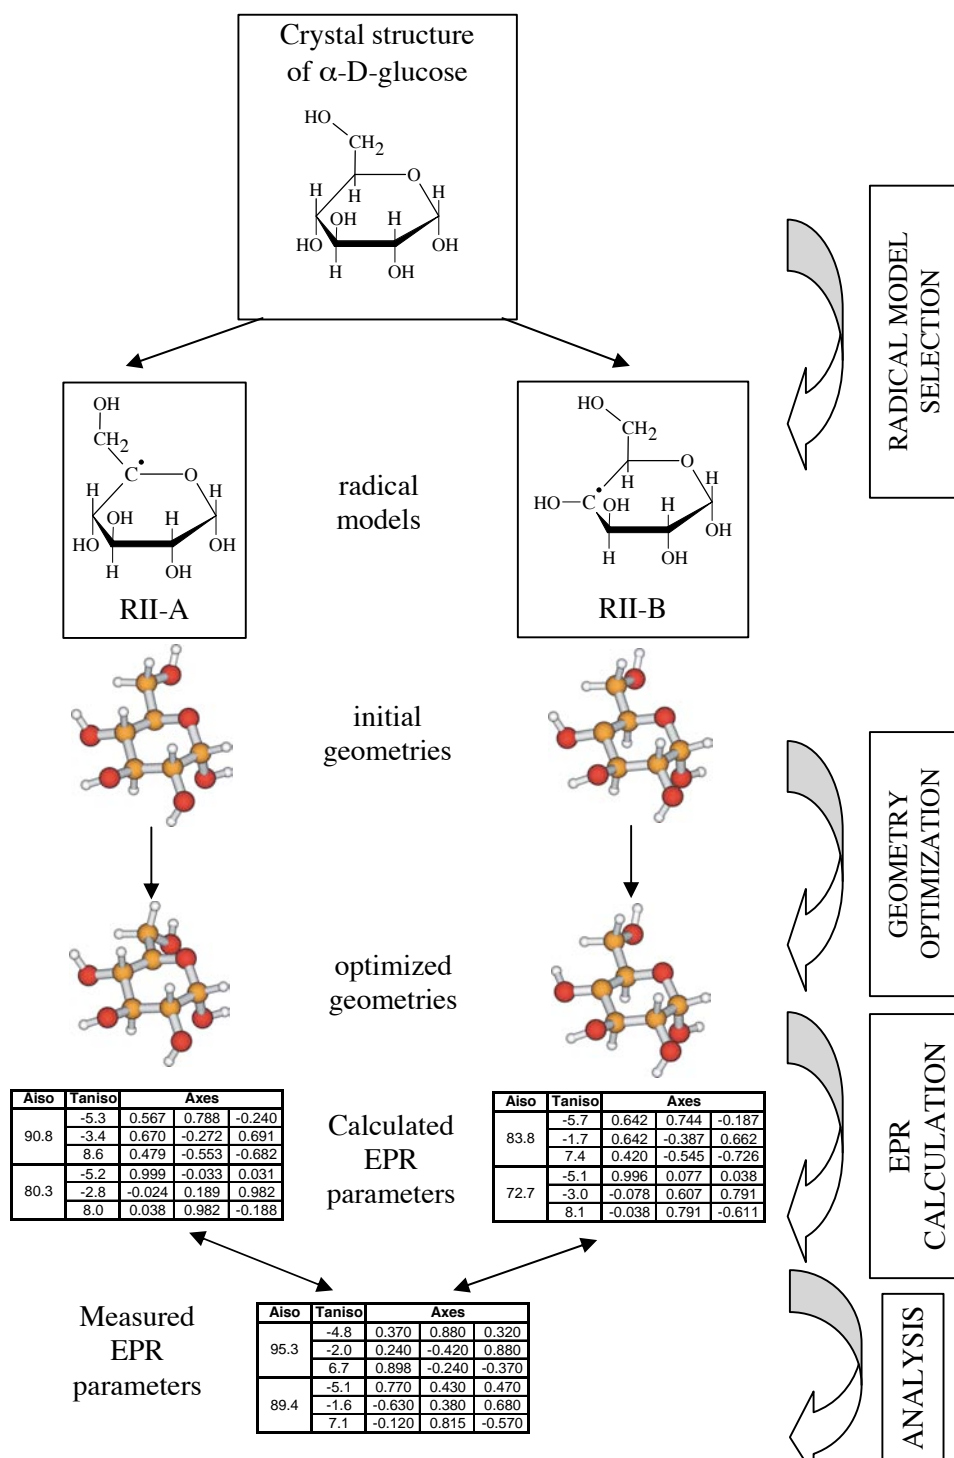 Crystal structure
of α-D-glucose
HO
CH2
O
H
H
H
OH
H
HO
OH
H
OH
RADICAL MODEL
SELECTION
OH
CH2
C•
O
H
H
OH
H
HO
OH
H
OH
RII-A
radical
models
HO
CH2
O
H
H
HO
C•
OH
H
OH
H
OH
RII-B
initial
geometries
GEOMETRY
OPTIMIZATION
optimized
geometries
Aiso Taniso Axes
90.8
-5.3 0.567 0.788 -0.240
-3.4 0.670 -0.272 0.691
8.6 0.479 -0.553 -0.682
80.3
-5.2 0.999 -0.033 0.031
-2.8 -0.024 0.189 0.982
8.0 0.038 0.982 -0.188
Calculated
EPR
parameters
Aiso Taniso Axes
83.8
-5.7 0.642 0.744 -0.187
-1.7 0.642 -0.387 0.662
7.4 0.420 -0.545 -0.726
72.7
-5.1 0.996 0.077 0.038
-3.0 -0.078 0.607 0.791
8.1 -0.038 0.791 -0.611
EPR
CALCULATION
Measured
EPR
parameters
Aiso Taniso Axes
95.3
-4.8 0.370 0.880 0.320
-2.0 0.240 -0.420 0.880
6.7 0.898 -0.240 -0.370
89.4
-5.1 0.770 0.430 0.470
-1.6 -0.630 0.380 0.680
7.1 -0.120 0.815 -0.570
ANALYSIS